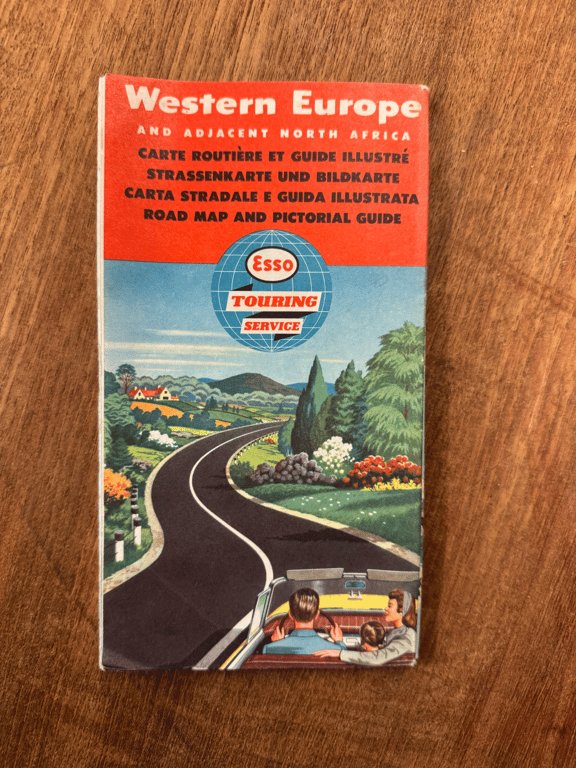 Western Europe
AND ADJACENT NORTH AFRICA
CARTE ROUTIÈRE ET GUIDE ILLUSTRÉ
STRASSENKARTE UND BILDKARTE
CARTA STRADALE E GUIDA ILLUSTRATA
ROAD MAP AND PICTORIAL GUIDE
Esso
TOURING
SERVICE